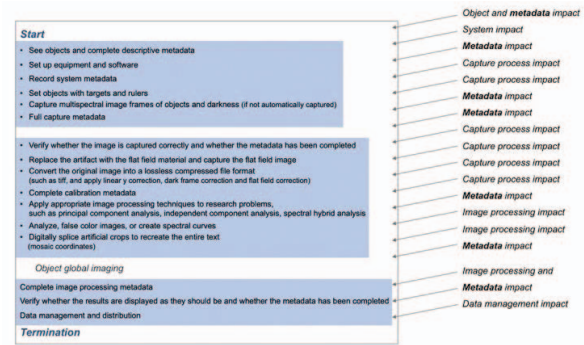 Start
• See objects and complete descriptive metadata
• Set up equipment and software
• Record system metadata
• Set objects with targets and rulers
• Capture multispectral image frames of objects and darkness (if not automatically captured)
• Full capture metadata
• Verify whether the image is captured correctly and whether the metadata has been completed
• Replace the artifact with the flat field material and capture the flat field image
• Convert the original image into a lossless compressed file format
(such as tiff, and apply linear γ correction, dark frame correction and flat field correction)
• Complete calibration metadata
• Apply appropriate image processing techniques to research problems,
such as principal component analysis, independent component analysis, spectral hybrid analysis
• Analyze, false color images, or create spectral curves
• Digitally splice artificial crops to recreate the entire text
(mosaic coordinates)
Object global imaging
Complete image processing metadata
Verify whether the results are displayed as they should be and whether the metadata has been completed
Data management and distribution
Termination
Object and metadata impact
System impact
Metadata impact
Capture process impact
Capture process impact
Metadata impact
Metadata impact
Capture process impact
Capture process impact
Capture process impact
Capture process impact
Metadata impact
Image processing impact
Image processing impact
Metadata impact
Image processing and
Metadata impact
Data management impact